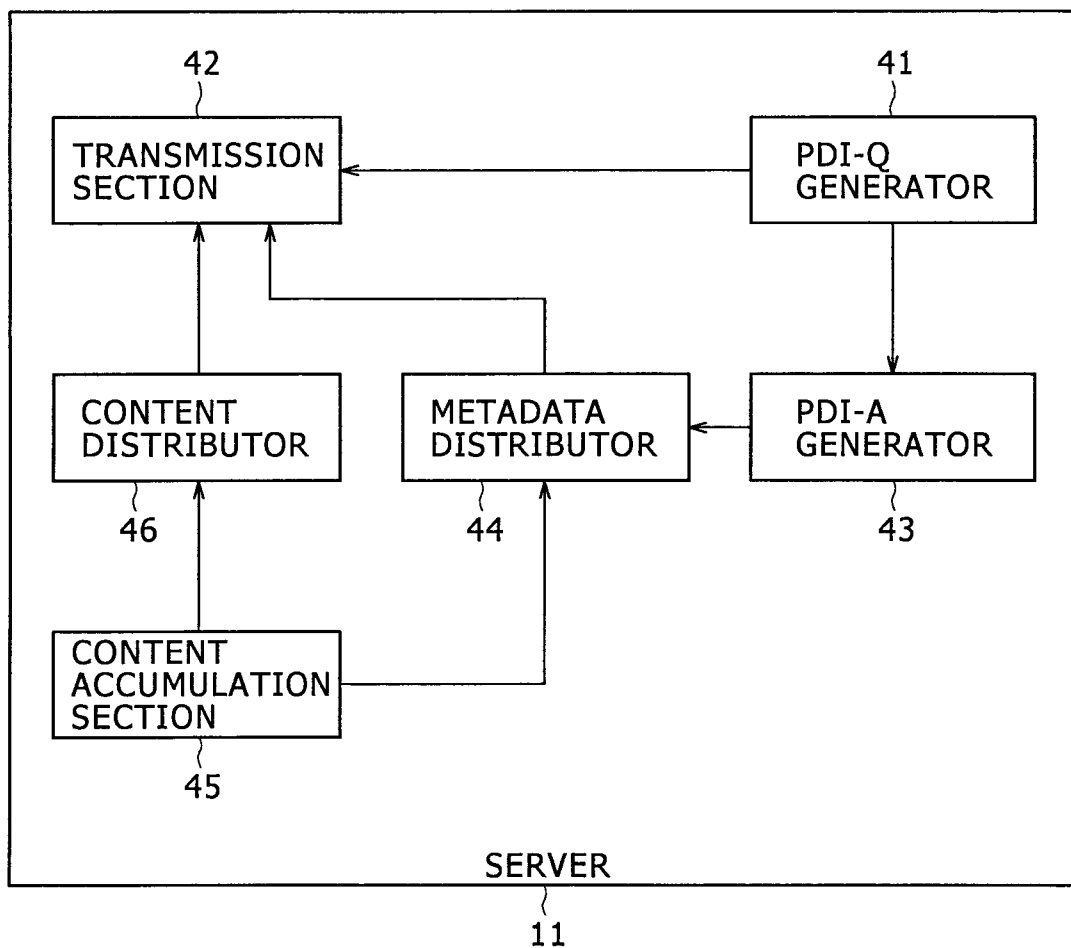 42
41
TRANSMISSION
SECTION
PDI-Q
GENERATOR
CONTENT
DISTRIBUTOR
METADATA
DISTRIBUTOR
PDI-A
GENERATOR
46
44
43
CONTENT
ACCUMULATION
SECTION
45
SERVER
11